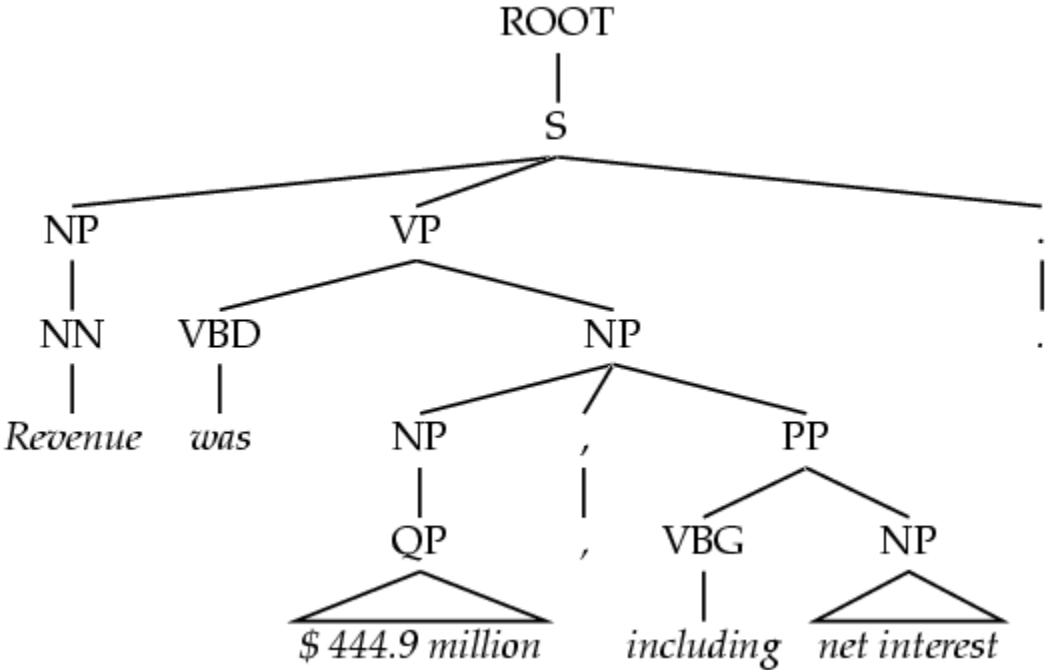 ROOT
S
NP VP .
NN VBD NP .
Revenue was NP , PP
QP , VBG NP
$ 444.9 million including net interest